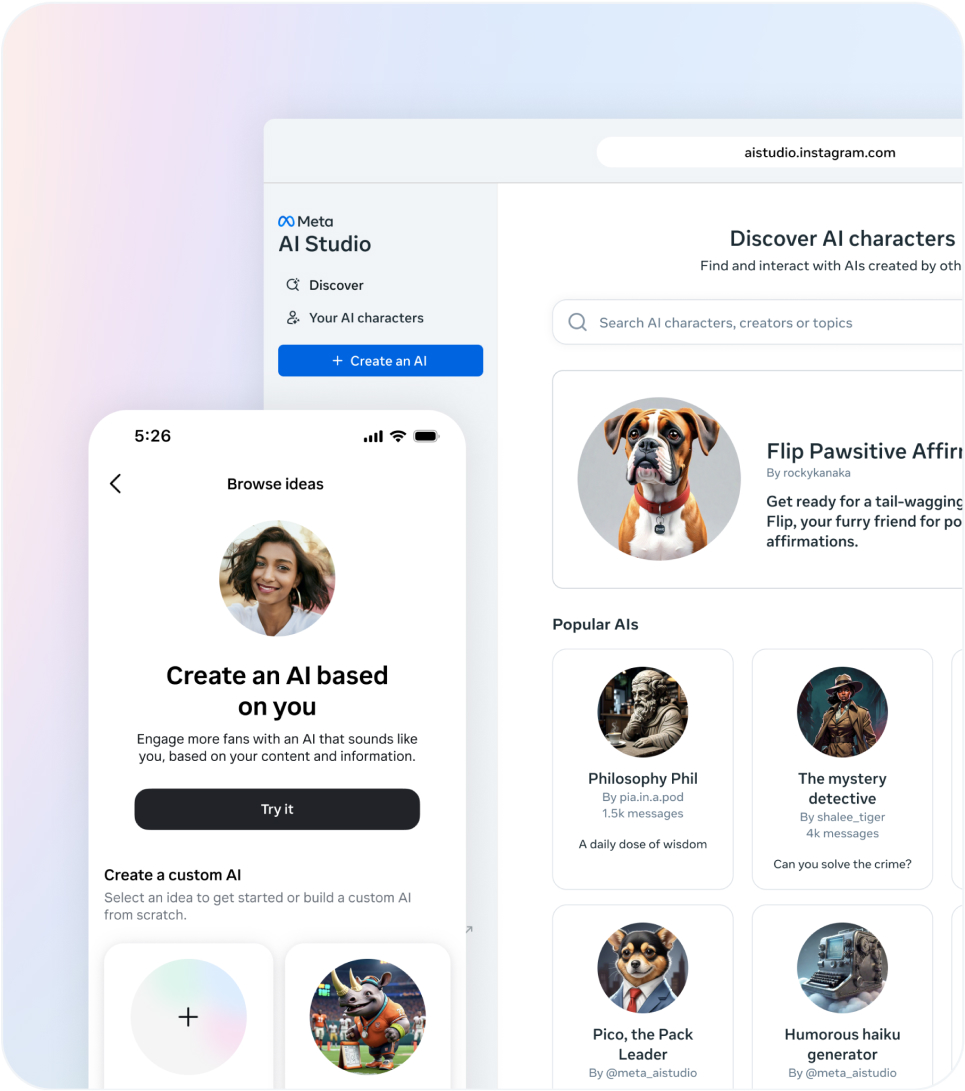 aistudio.instagram.com
Meta
AI Studio
Discover
Your AI characters
+ Create an AI
Discover AI characters
Find and interact with AIs created by oth
Search AI characters, creators or topics
Flip Pawsitive Affir
By rockykanaka
Get ready for a tail-wagging
Flip, your furry friend for po
affirmations.
Popular AIs
Philosophy Phil
By pia.in.a.pod
1.5k messages
A daily dose of wisdom
The mystery
detective
By shalee_tiger
4k messages
Can you solve the crime?
Pico, the Pack
Leader
By @meta_aistudio
Humorous haiku
generator
By @meta_aistudio
5:26
Browse ideas
Create an AI based
on you
Engage more fans with an AI that sounds like
you, based on your content and information.
Try it
Create a custom AI
Select an idea to get started or build a custom AI
from scratch.